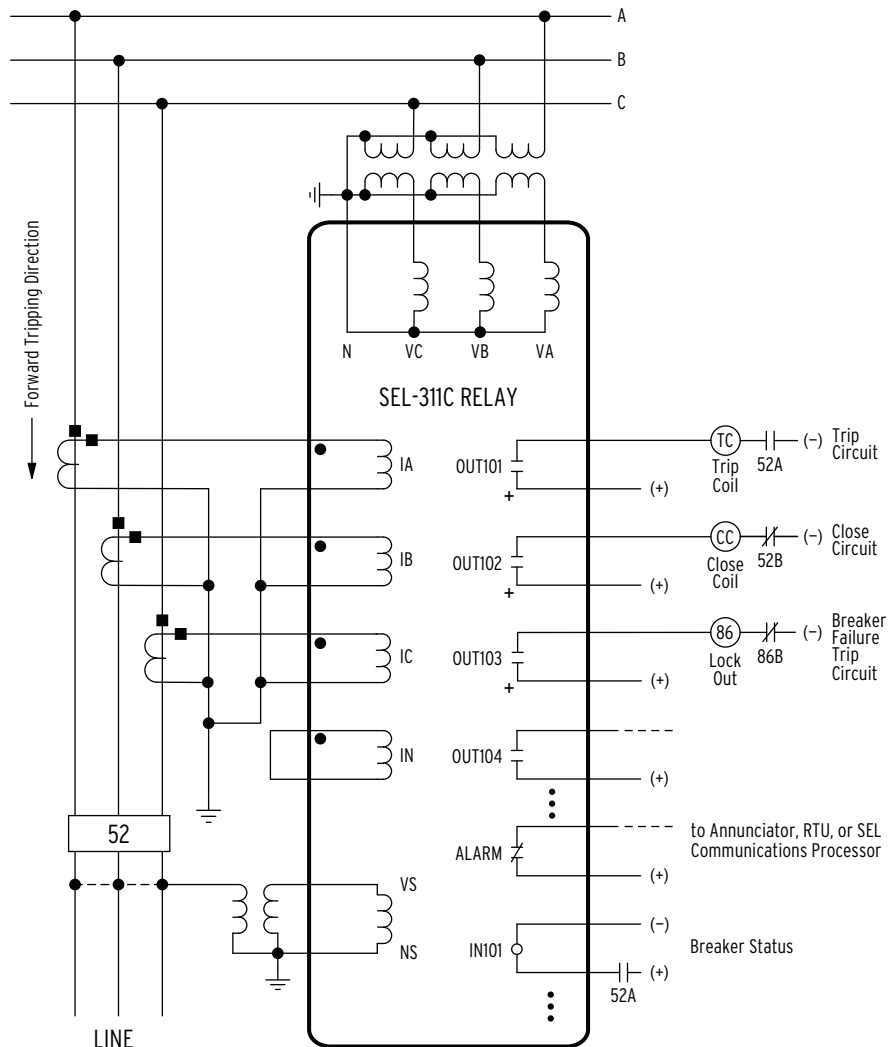 A
B
C
Forward Tripping Direction
N VC VB VA
SEL-311C RELAY
IA
OUT101
+
TC
Trip
Coil
52A
(–)
Trip
Circuit
(+)
IB
OUT102
+
CC
Close
Coil
52B
(–)
Close
Circuit
(+)
IC
OUT103
+
86
Lock
Out
86B
(–)
Breaker
Failure
Trip
Circuit
(+)
IN
OUT104
(+)
52
ALARM
to Annunciator, RTU, or SEL
Communications Processor
(+)
VS
NS
IN101
(–)
Breaker Status
52A
(+)
LINE